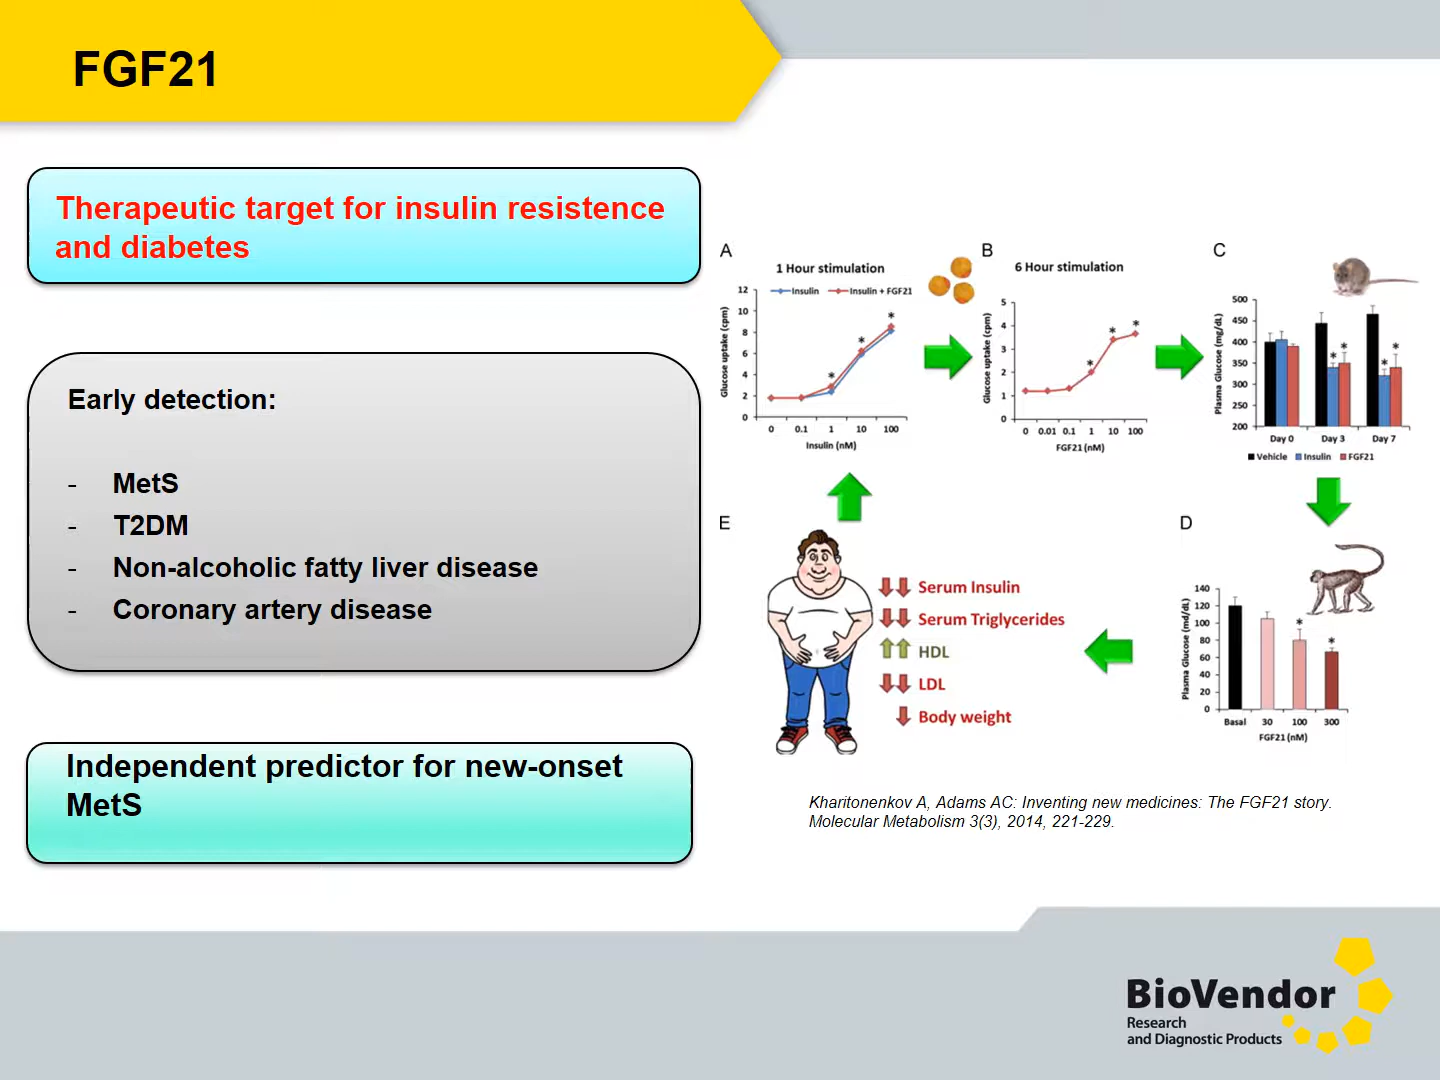 FGF21
Therapeutic target for insulin resistence
and diabetes
Early detection:
- MetS
- T2DM
- Non-alcoholic fatty liver disease
- Coronary artery disease
Independent predictor for new-onset
MetS
A
1 Hour stimulation
Insulin
Insulin + FGF21
Glucose uptake (cpm)
12
10
8
6
4
2
0
* * *
0 0.1 1 10 100
Insulin (nM)
B
6 Hour stimulation
Glucose uptake (cpm)
5
4
3
2
1
0
* * *
0 0.01 0.1 1 10 100
FGF21 (nM)
C
Plasma Glucose (mg/dL)
500
450
400
350
300
250
200
* * * *
Day 0 Day 3 Day 7
Vehicle Insulin FGF21
D
Plasma Glucose (md/dL)
140
120
100
80
60
40
20
0
* *
Basal 30 100 300
FGF21 (nM)
E
Serum Insulin
Serum Triglycerides
HDL
LDL
Body weight
Kharitonenkov A, Adams AC: Inventing new medicines: The FGF21 story.
Molecular Metabolism 3(3), 2014, 221-229.
BioVendor
Research
and Diagnostic Products